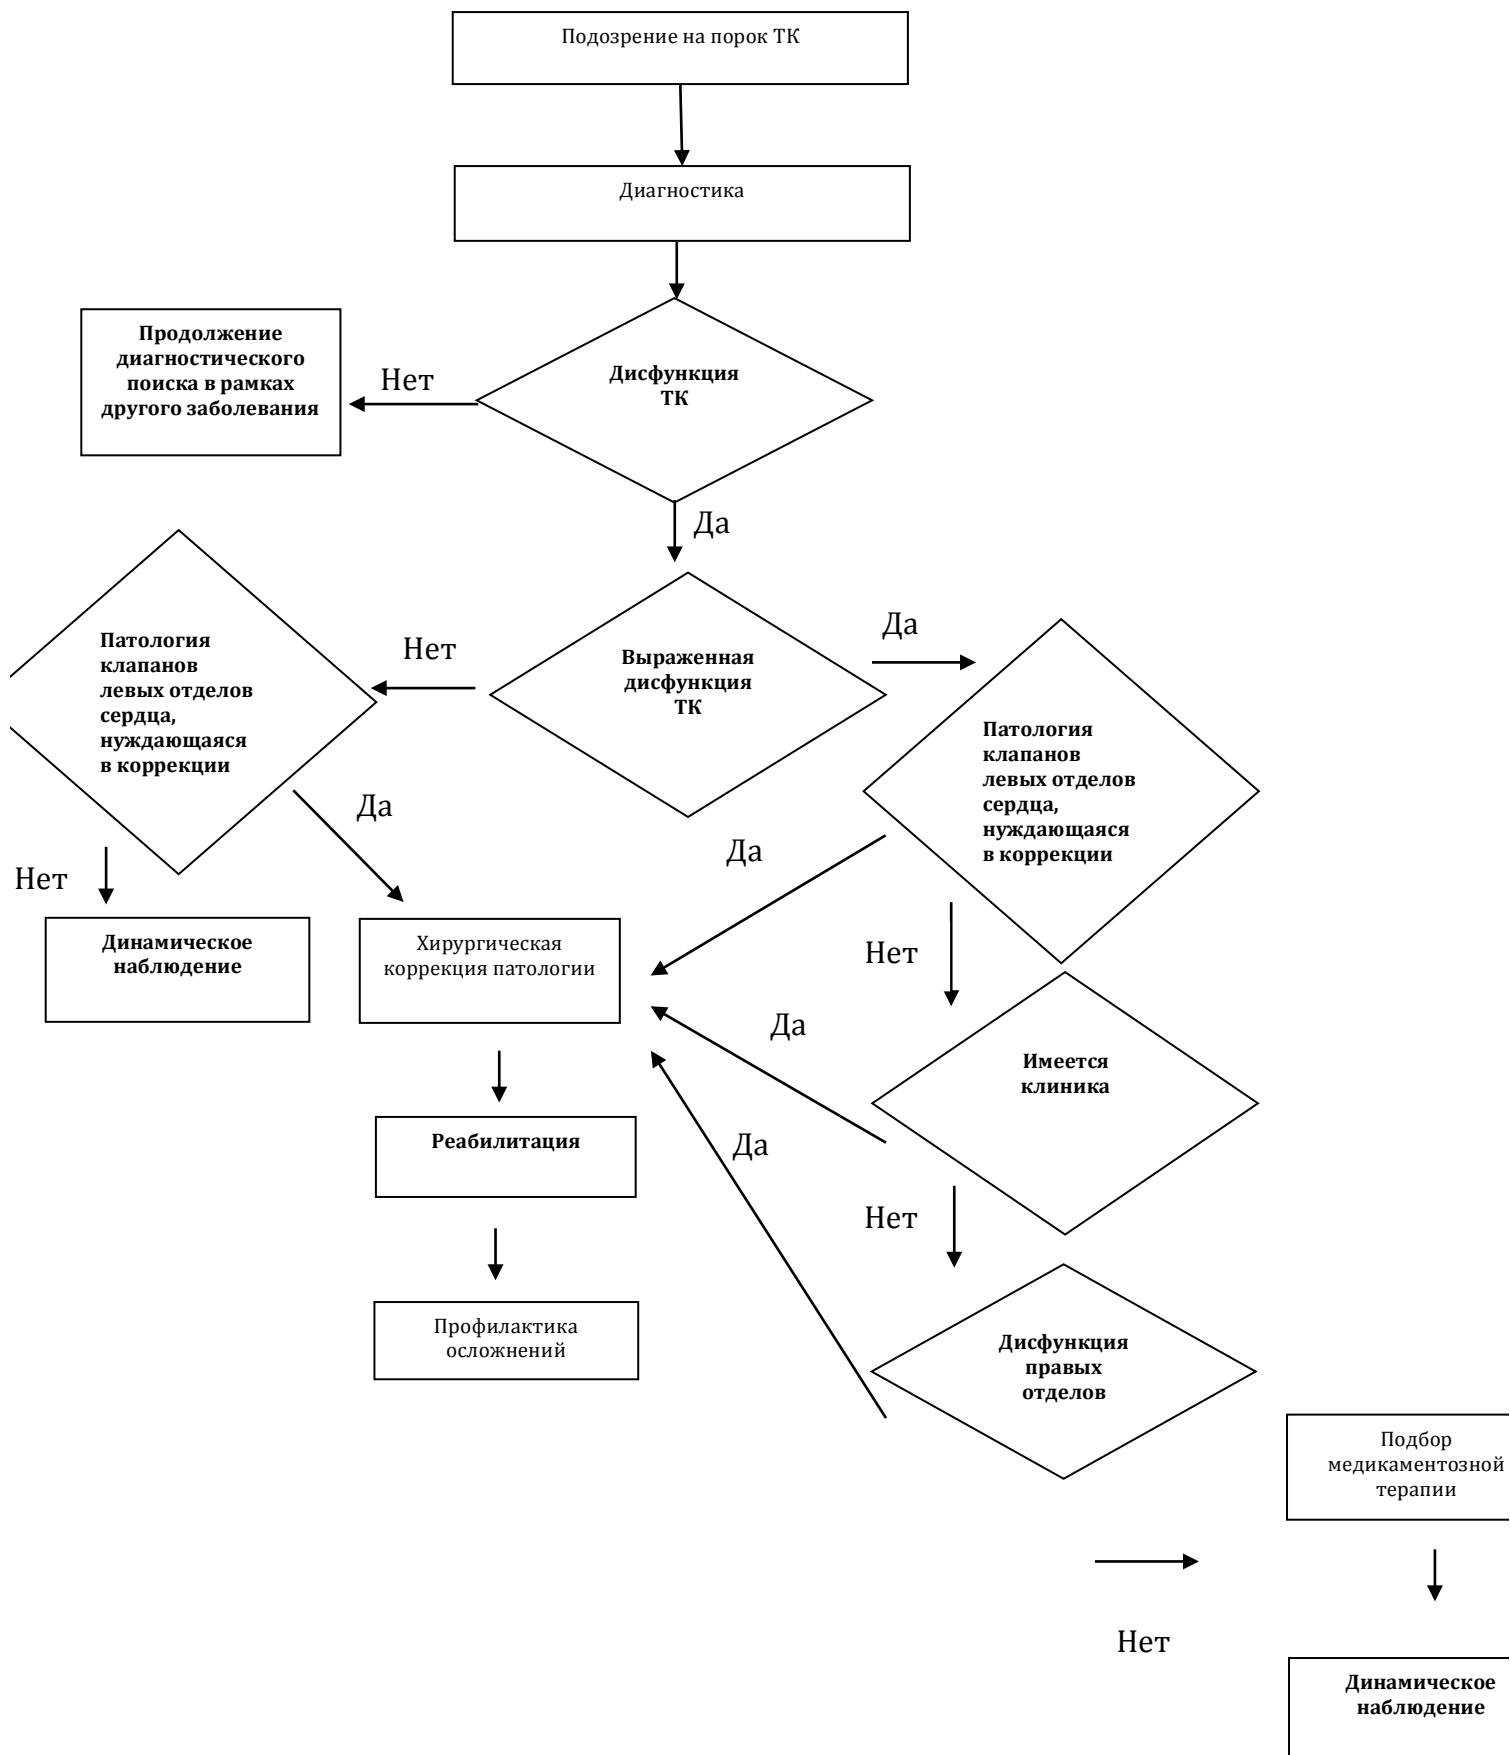 Подозрение на порок ТК
Диагностика
Продолжение
диагностического
поиска в рамках
другого заболевания
Нет
Дисфункция
ТК
Да
Патология
клапанов
левых отделов
сердца,
нуждающаяся
в коррекции
Нет
Выраженная
дисфункция
ТК
Да
Патология
клапанов
левых отделов
сердца,
нуждающаяся
в коррекции
Да
Да
Нет
Динамическое
наблюдение
Хирургическая
коррекция патологии
Нет
Да
Имеется
клиника
Реабилитация
Да
Нет
Профилактика
осложнений
Дисфункция
правых
отделов
Подбор
медикаментозной
терапии
Нет
Динамическое
наблюдение